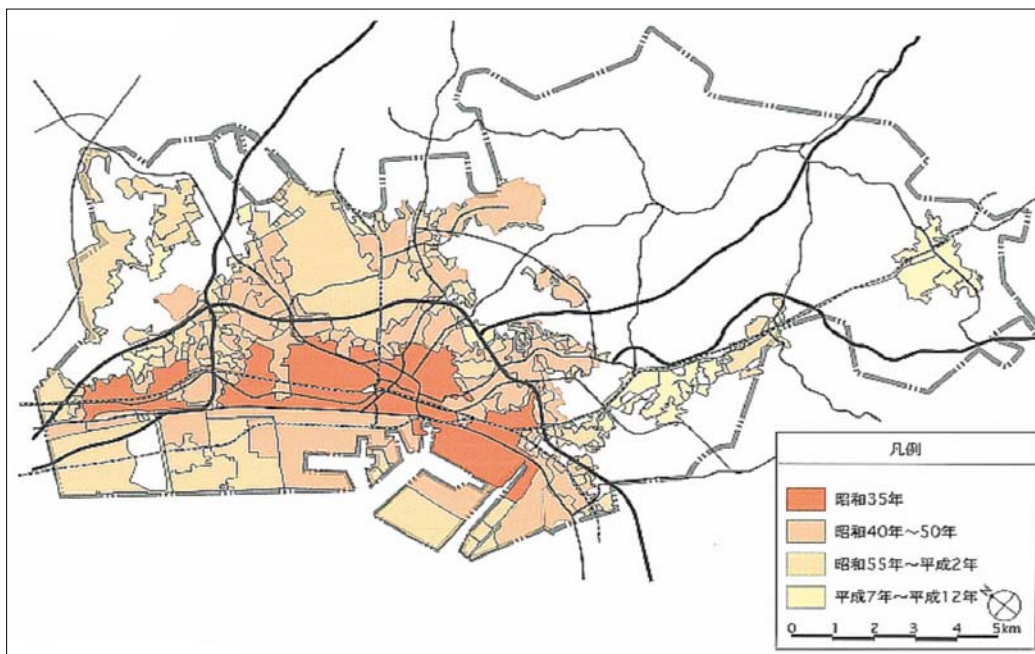 凡例
昭和35年
昭和40年～50年
昭和55年～平成2年
平成7年～平成12年
N
0 1 2 3 4 5km